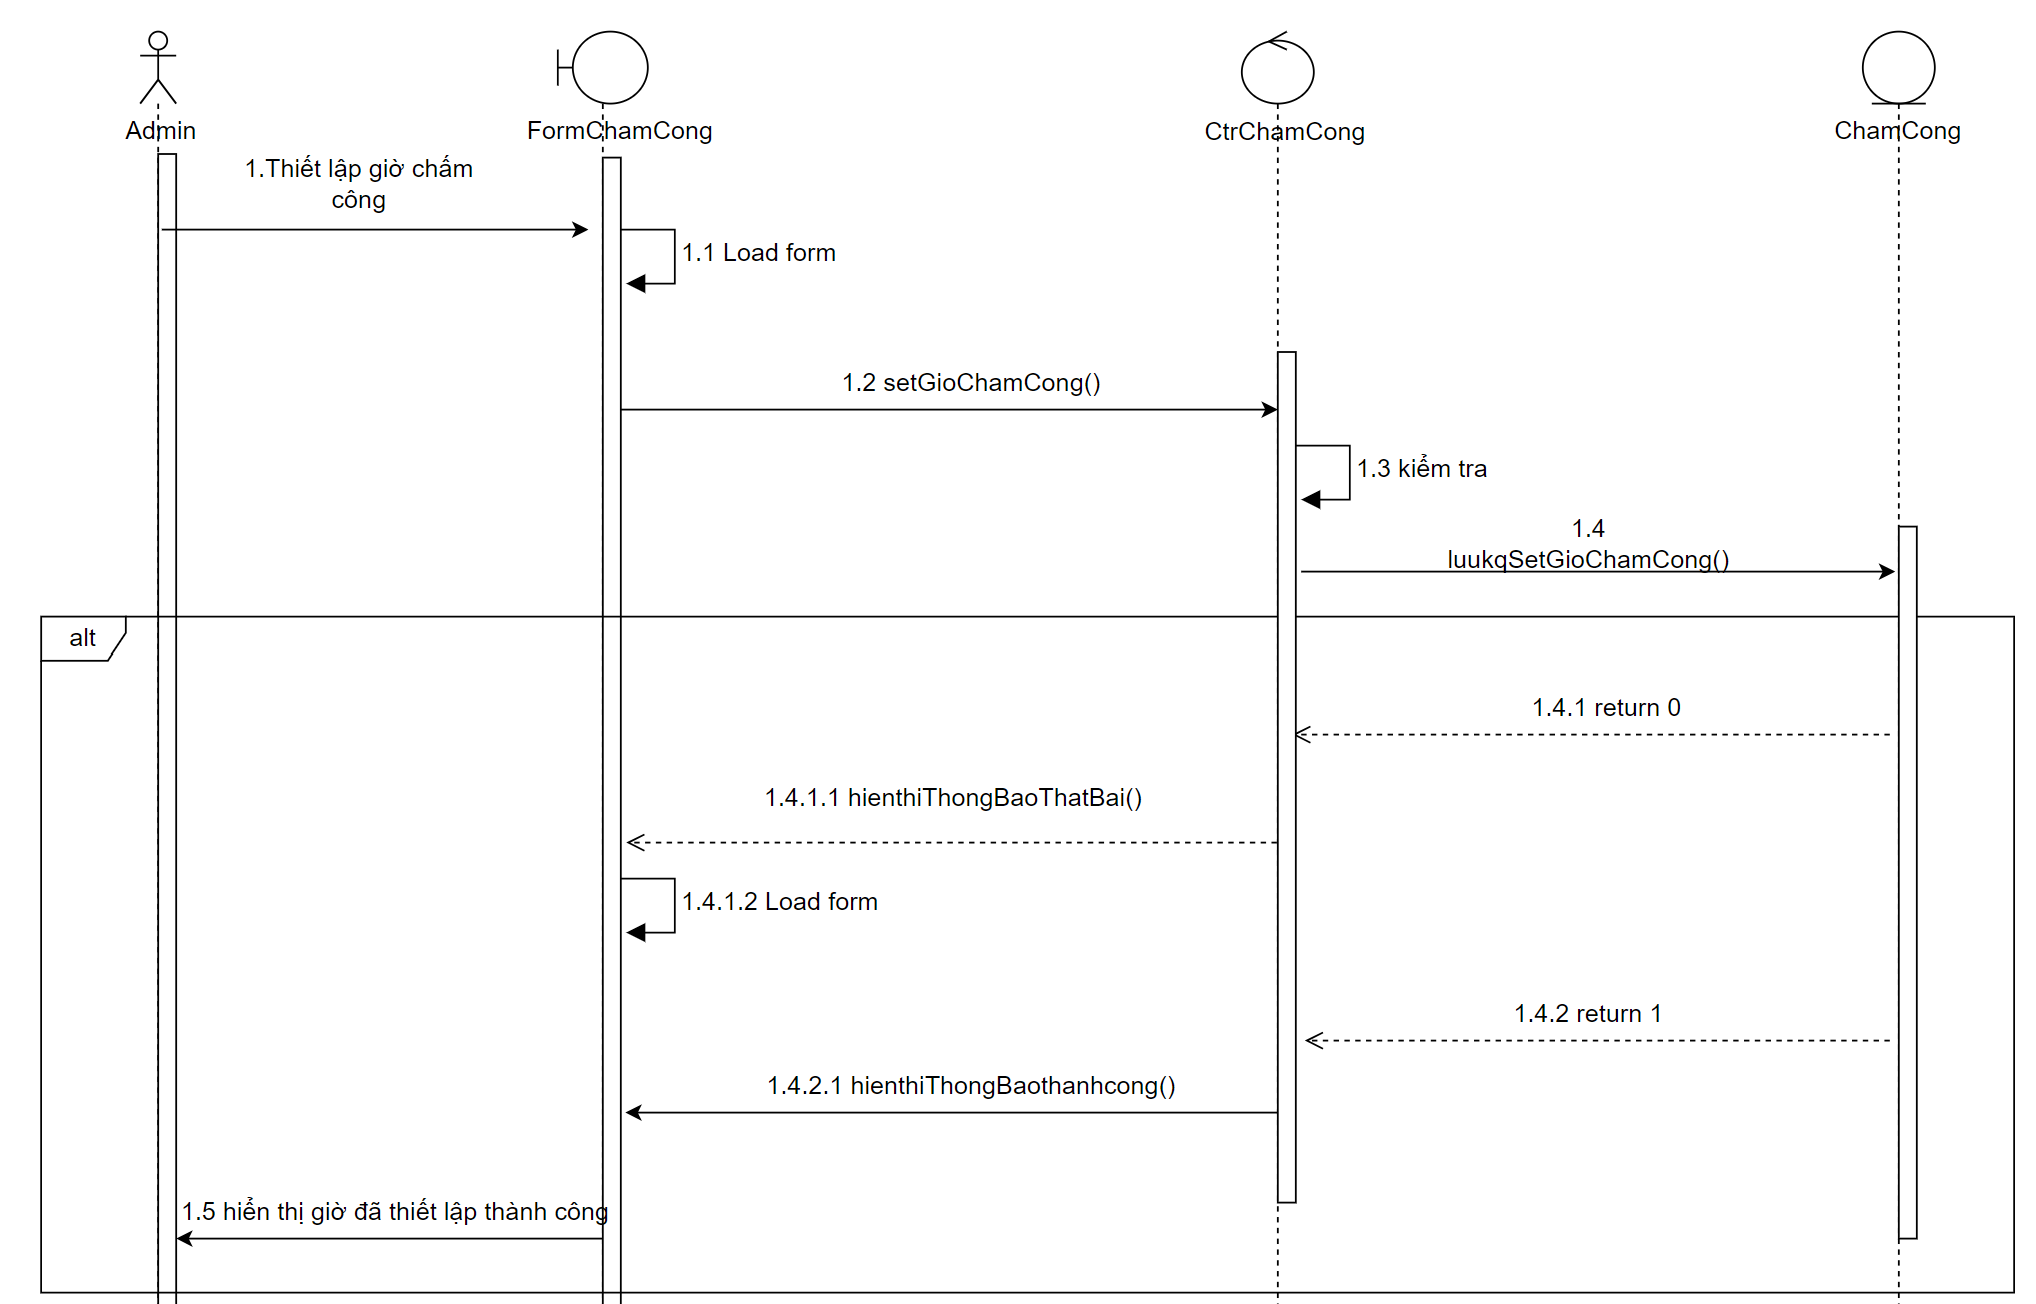 Admin
FormChamCong
CtrChamCong
ChamCong
1.Thiết lập giờ chấm
công
1.1 Load form
1.2 setGioChamCong()
1.3 kiểm tra
1.4
luukqSetGioChamCong()
alt
1.4.1 return 0
1.4.1.1 hienthiThongBaoThatBai()
1.4.1.2 Load form
1.4.2 return 1
1.4.2.1 hienthiThongBaothanhcong()
1.5 hiển thị giờ đã thiết lập thành công